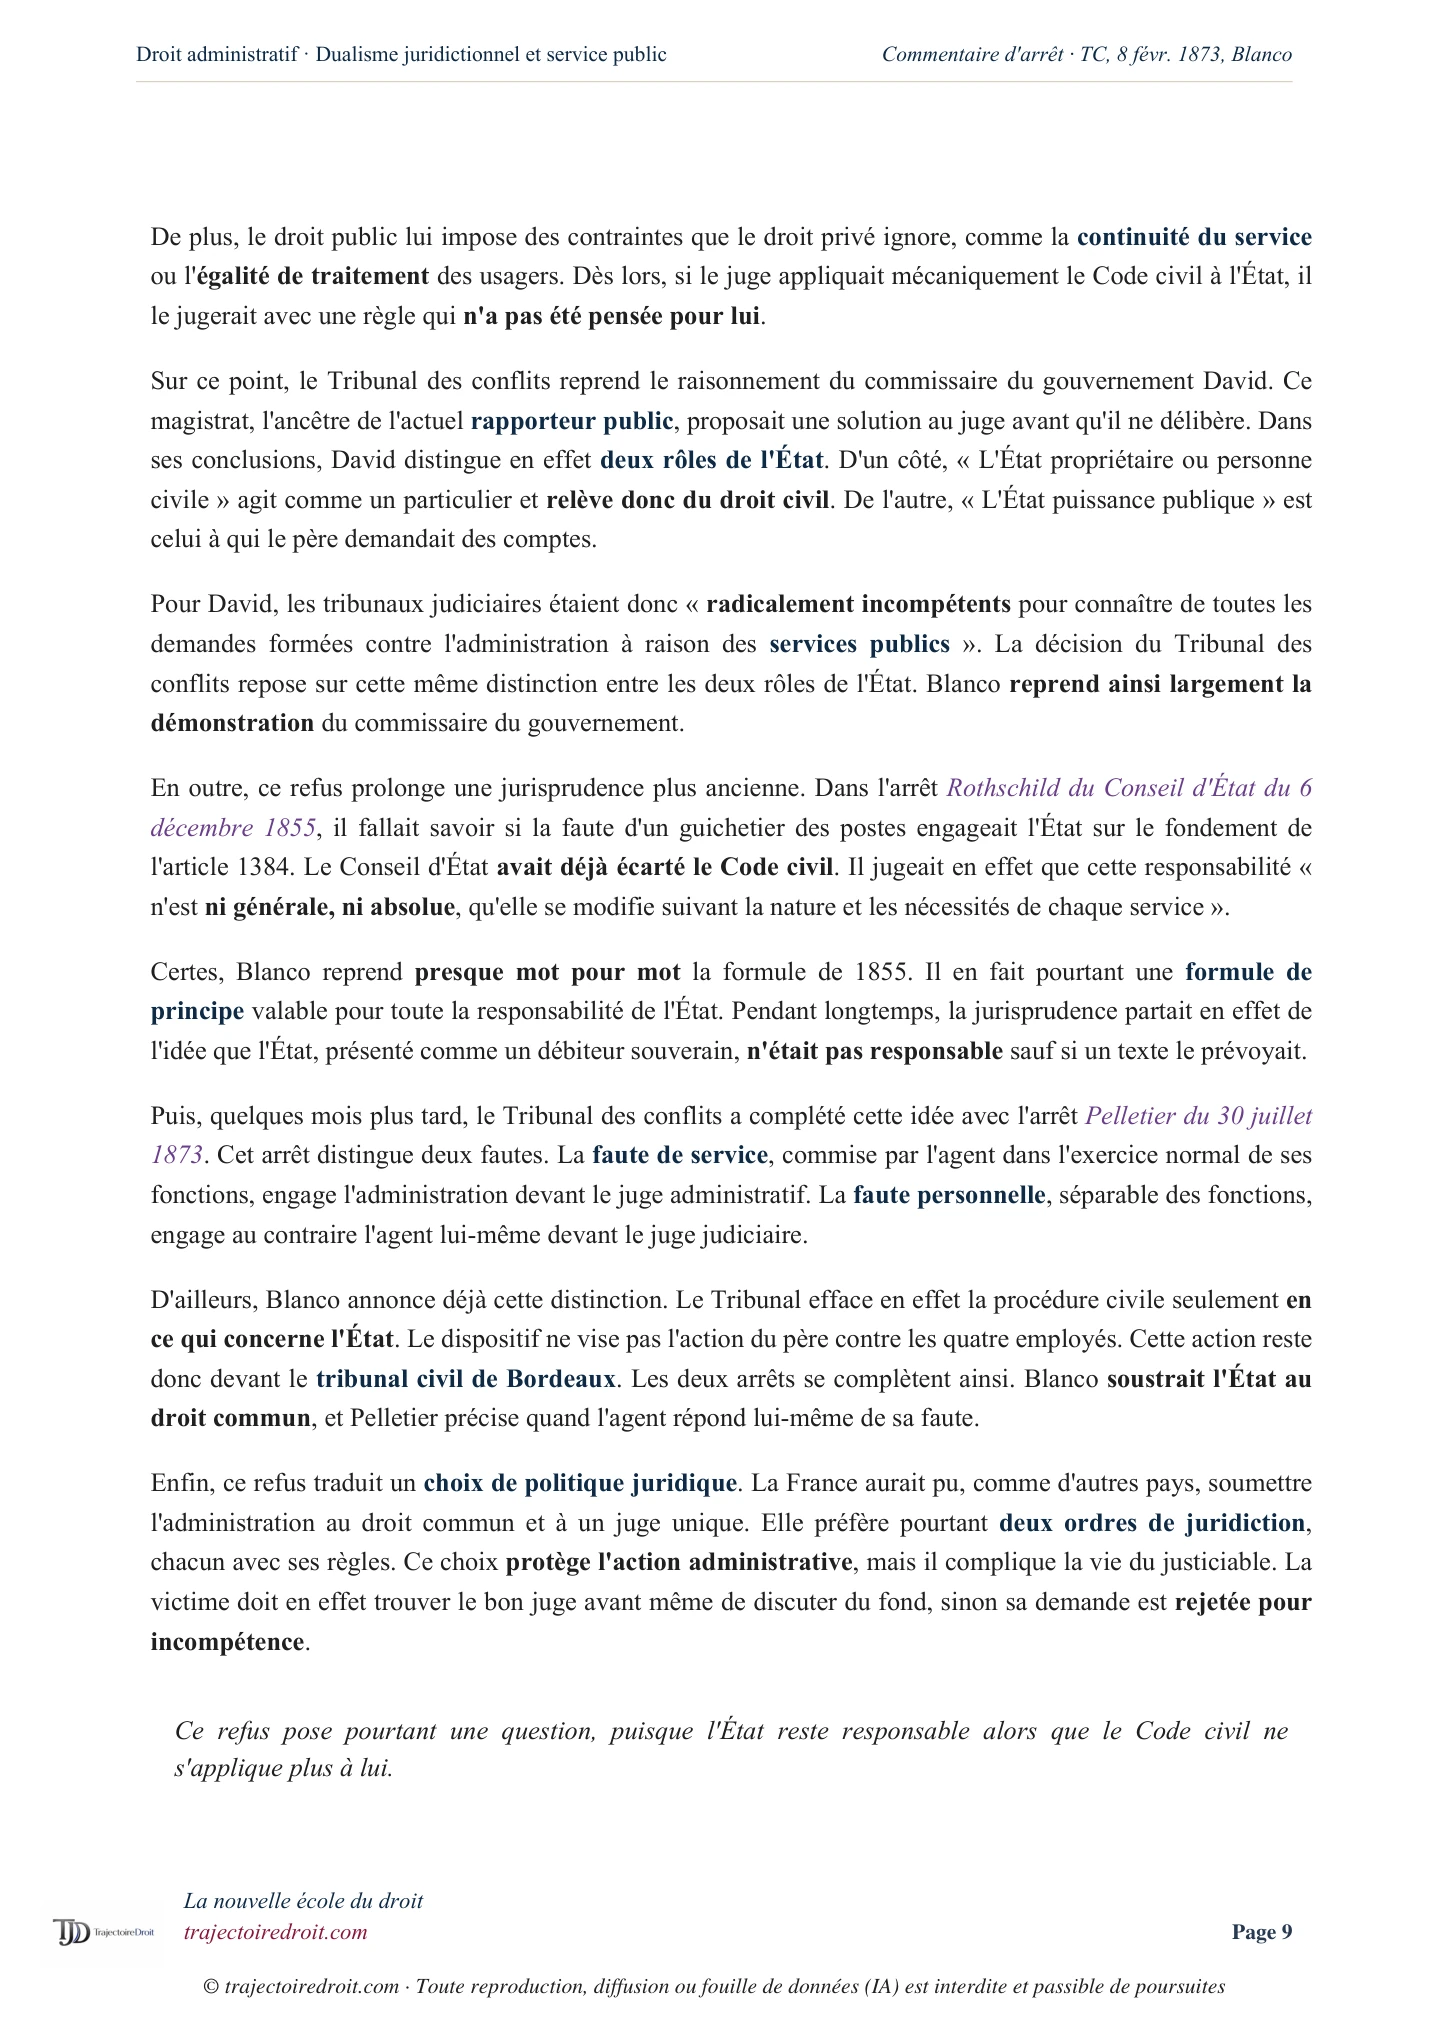 Droit administratif · Dualisme juridictionnel et service public
Commentaire d'arrêt · TC, 8 févr. 1873, Blanco
De plus, le droit public lui impose des contraintes que le droit privé ignore, comme la continuité du service
ou l'égalité de traitement des usagers. Dès lors, si le juge appliquait mécaniquement le Code civil à l'État, il
le jugerait avec une règle qui n'a pas été pensée pour lui.
Sur ce point, le Tribunal des conflits reprend le raisonnement du commissaire du gouvernement David. Ce
magistrat, l'ancêtre de l'actuel rapporteur public, proposait une solution au juge avant qu'il ne délibère. Dans
ses conclusions, David distingue en effet deux rôles de l'État. D'un côté, « L'État propriétaire ou personne
civile » agit comme un particulier et relève donc du droit civil. De l'autre, « L'État puissance publique » est
celui à qui le père demandait des comptes.
Pour David, les tribunaux judiciaires étaient donc « radicalement incompétents pour connaître de toutes les
demandes formées contre l'administration à raison des services publics ». La décision du Tribunal des
conflits repose sur cette même distinction entre les deux rôles de l'État. Blanco reprend ainsi largement la
démonstration du commissaire du gouvernement.
En outre, ce refus prolonge une jurisprudence plus ancienne. Dans l'arrêt Rothschild du Conseil d'État du 6
décembre 1855, il fallait savoir si la faute d'un guichetier des postes engageait l'État sur le fondement de
l'article 1384. Le Conseil d'État avait déjà écarté le Code civil. Il jugeait en effet que cette responsabilité «
n'est ni générale, ni absolue, qu'elle se modifie suivant la nature et les nécessités de chaque service ».
Certes, Blanco reprend presque mot pour mot la formule de 1855. Il en fait pourtant une formule de
principe valable pour toute la responsabilité de l'État. Pendant longtemps, la jurisprudence partait en effet de
l'idée que l'État, présenté comme un débiteur souverain, n'était pas responsable sauf si un texte le prévoyait.
Puis, quelques mois plus tard, le Tribunal des conflits a complété cette idée avec l'arrêt Pelletier du 30 juillet
1873. Cet arrêt distingue deux fautes. La faute de service, commise par l'agent dans l'exercice normal de ses
fonctions, engage l'administration devant le juge administratif. La faute personnelle, séparable des fonctions,
engage au contraire l'agent lui-même devant le juge judiciaire.
D'ailleurs, Blanco annonce déjà cette distinction. Le Tribunal efface en effet la procédure civile seulement en
ce qui concerne l'État. Le dispositif ne vise pas l'action du père contre les quatre employés. Cette action reste
donc devant le tribunal civil de Bordeaux. Les deux arrêts se complètent ainsi. Blanco soustrait l'État au
droit commun, et Pelletier précise quand l'agent répond lui-même de sa faute.
Enfin, ce refus traduit un choix de politique juridique. La France aurait pu, comme d'autres pays, soumettre
l'administration au droit commun et à un juge unique. Elle préfère pourtant deux ordres de juridiction,
chacun avec ses règles. Ce choix protège l'action administrative, mais il complique la vie du justiciable. La
victime doit en effet trouver le bon juge avant même de discuter du fond, sinon sa demande est rejetée pour
incompétence.
Ce refus pose pourtant une question, puisque l'État reste responsable alors que le Code civil ne
s'applique plus à lui.
La nouvelle école du droit
TJD TrajectoireDroit
trajectoiredroit.com
Page 9
© trajectoiredroit.com · Toute reproduction, diffusion ou fouille de données (IA) est interdite et passible de poursuites